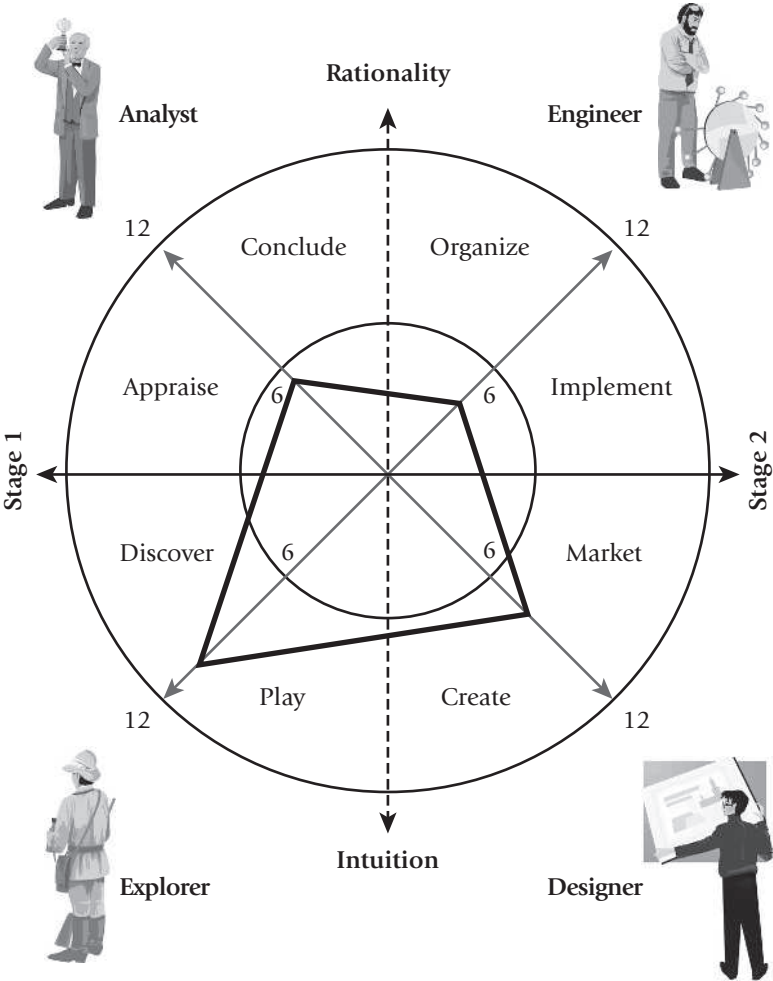 Rationality
Analyst
Engineer
12
12
Conclude
Organize
Appraise
Implement
6
6
Stage 1
Stage 2
Discover
6
6
Market
Play
Create
12
12
Intuition
Explorer
Designer